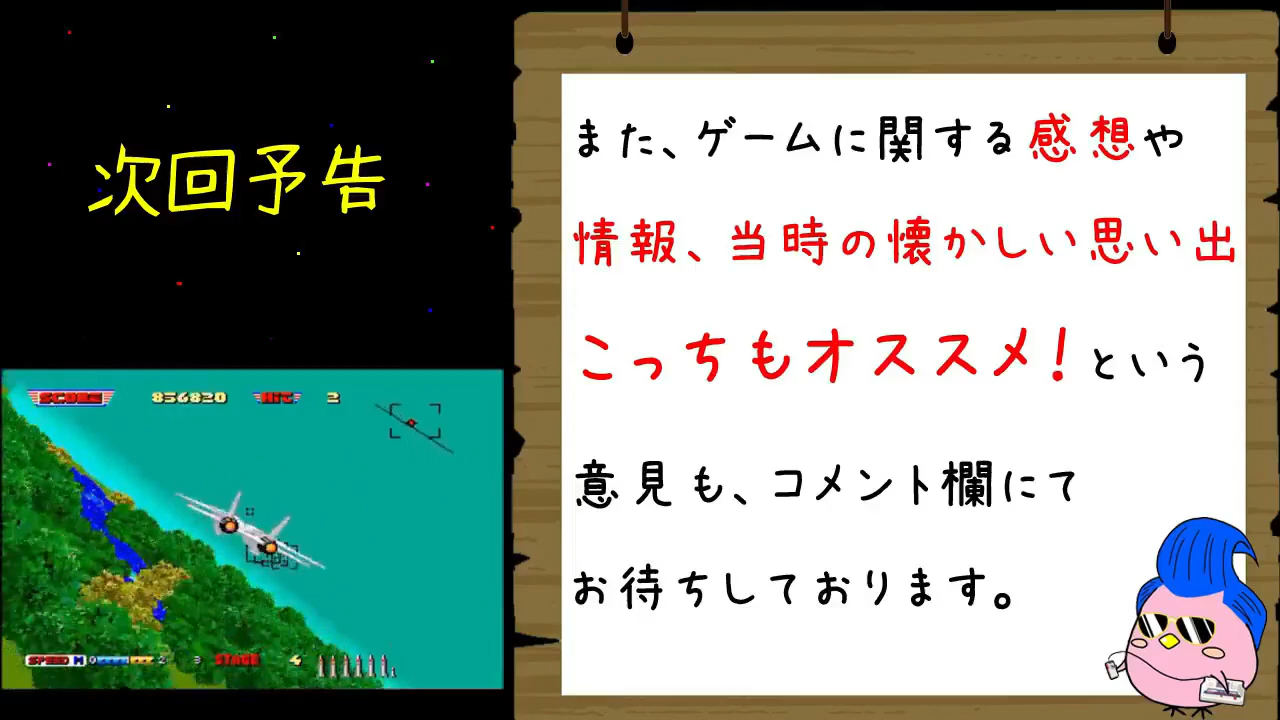 次回予告
SCORE 856820 HIT 2
SPEED M 0 2 3 STAGE 4
また、ゲームに関する感想や
情報、当時の懐かしい思い出
こっちもオススメ!という
意見も、コメント欄にて
お待ちしております。